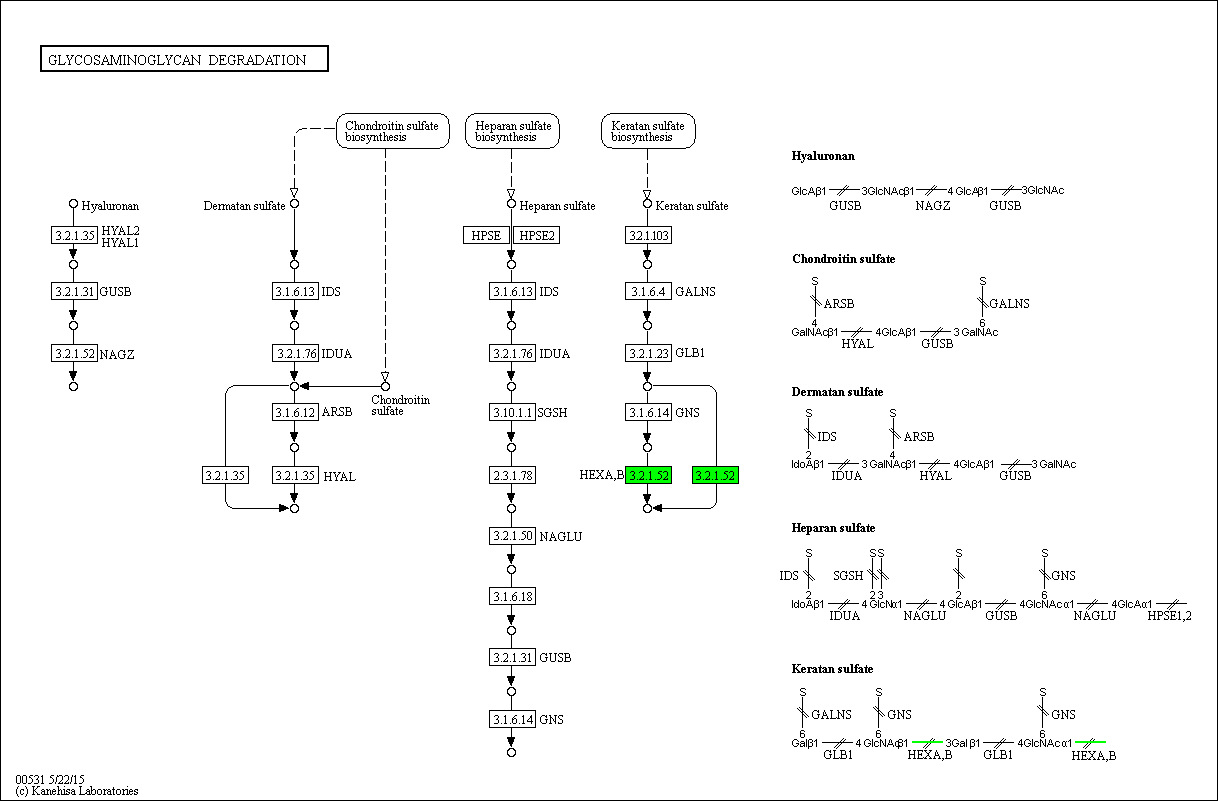 GLYCOSAMINOGLYCAN DEGRADATION
Chondroitin sulfate
biosynthesis
Heparan sulfate
biosynthesis
Keratan sulfate
biosynthesis
Hyaluronan
Dermatan sulfate
Heparan sulfate
Keratan sulfate
3.2.1.35
HYAL2
HYAL1
HPSE
HPSE2
3.2.1.103
3.2.1.31
GUSB
3.1.6.13
IDS
3.1.6.13
IDS
3.1.6.4
GALNS
3.2.1.52
NAGZ
3.2.1.76
IDUA
3.2.1.76
IDUA
3.2.1.23
GLB1
Chondroitin
sulfate
3.1.6.12
ARSB
3.10.1.1
SGSH
3.1.6.14
GNS
3.2.1.35
3.2.1.35
HYAL
2.3.1.78
HEXA,B
3.2.1.52
3.2.1.52
3.2.1.50
NAGLU
3.1.6.18
3.2.1.31
GUSB
3.1.6.14
GNS
Hyaluronan
GlcAβ1 3GlcNAcβ1 4 GlcAβ1 3GlcNAc
GUSB NAGZ GUSB
Chondroitin sulfate
S S
ARSB GALNS
4 6
GalNAcβ1 4GlcAβ1 3 GalNAc
HYAL GUSB
Dermatan sulfate
S S
IDS ARSB
2 4
IdoAβ1 3 GalNAcβ1 4GlcAβ1 3 GalNAc
IDUA HYAL GUSB
Heparan sulfate
S S S S S
IDS SGSH GNS
2 2 3 2 6
IdoAβ1 4 GlcNα1 4 GlcAβ1 4GlcNAcα1 4GlcAα1
IDUA NAGLU GUSB NAGLU HPSE1,2
Keratan sulfate
S S S
GALNS GNS GNS
6 6 6
Galβ1 4 GlcNAcβ1 3Galβ1 4GlcNAcα1
GLB1 HEXA,B GLB1 HEXA,B
00531 5/22/15
(c) Kanehisa Laboratories